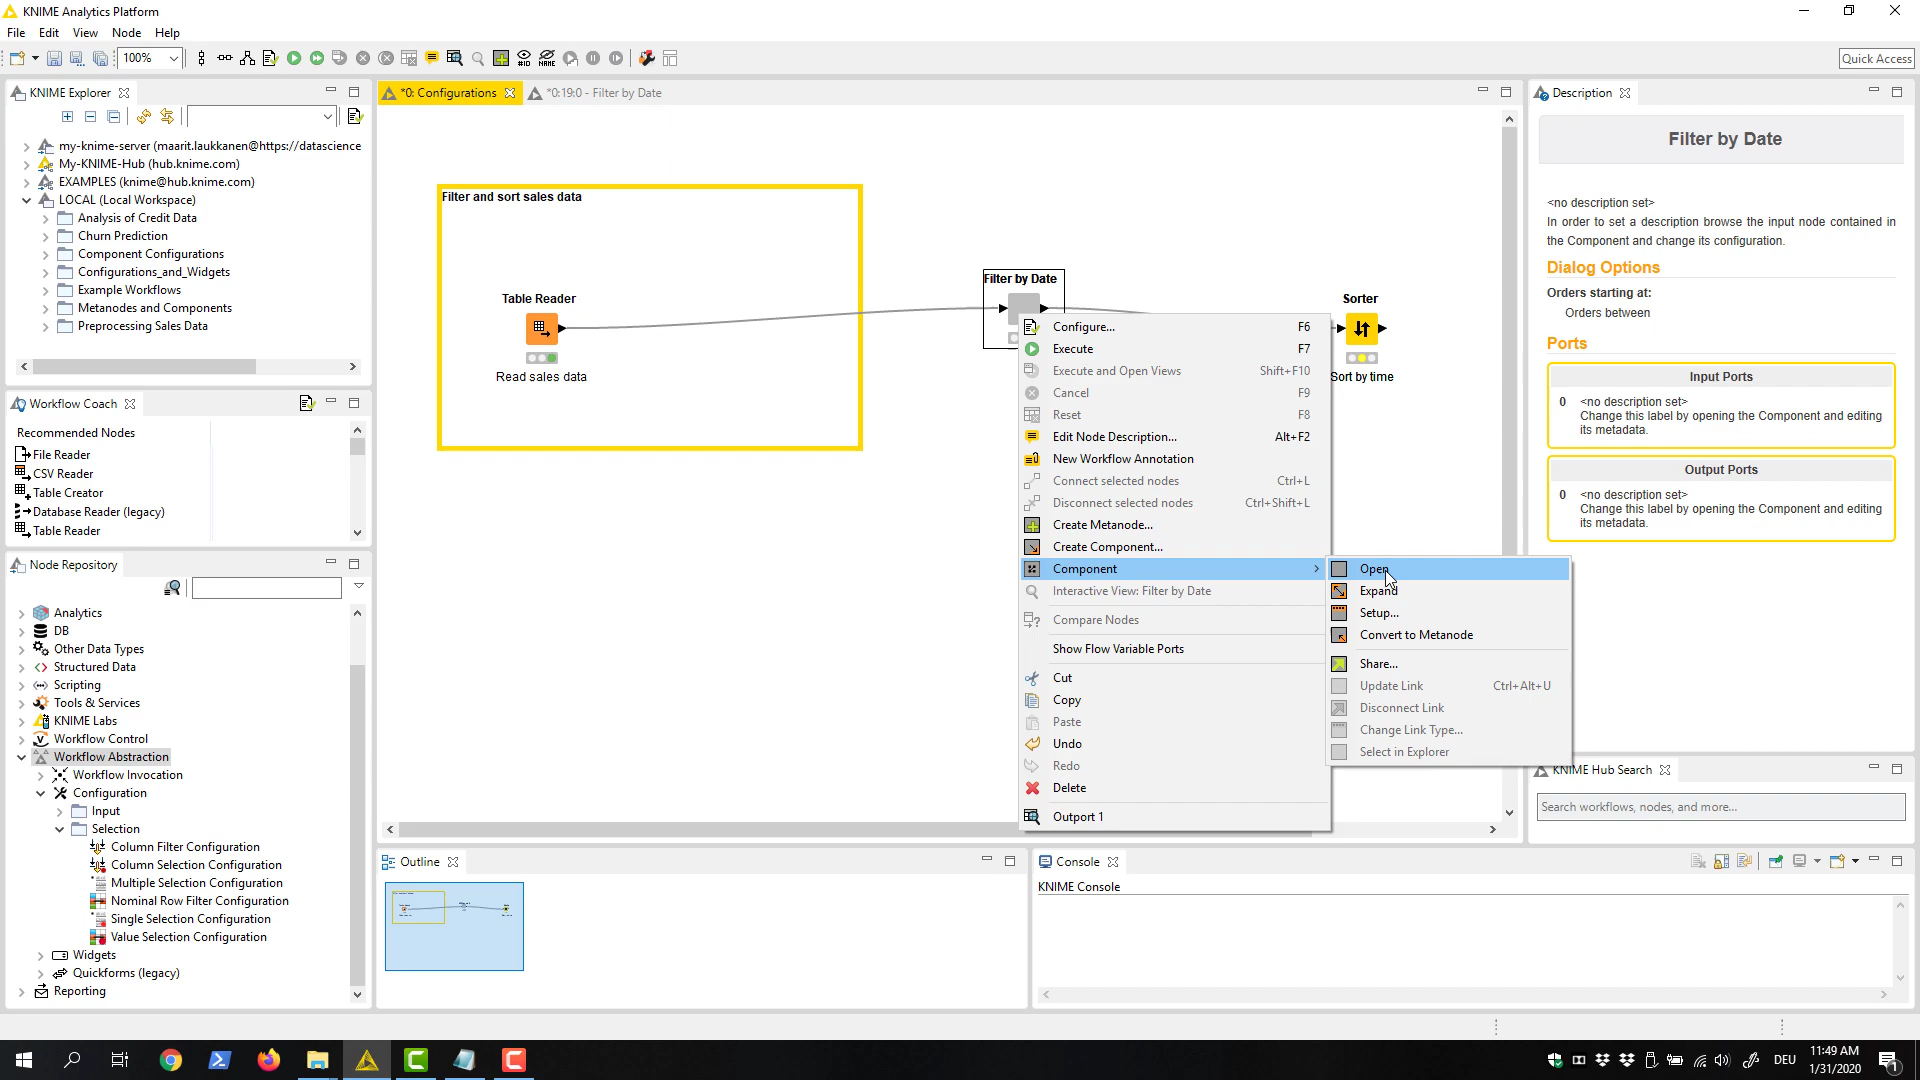 KNIME Analytics Platform
File Edit View Node Help
100%
Quick Access
KNIME Explorer
my-knime-server (maarit.laukkanen@https://datascience
My-KNIME-Hub (hub.knime.com)
EXAMPLES (knime@hub.knime.com)
LOCAL (Local Workspace)
Analysis of Credit Data
Churn Prediction
Component Configurations
Configurations_and_Widgets
Example Workflows
Metanodes and Components
Preprocessing Sales Data
Workflow Coach
Recommended Nodes
File Reader
CSV Reader
Table Creator
Database Reader (legacy)
Table Reader
Node Repository
Analytics
DB
Other Data Types
Structured Data
Scripting
Tools & Services
KNIME Labs
Workflow Control
Workflow Abstraction
Workflow Invocation
Configuration
Input
Selection
Column Filter Configuration
Column Selection Configuration
Multiple Selection Configuration
Nominal Row Filter Configuration
Single Selection Configuration
Value Selection Configuration
Widgets
Quickforms (legacy)
Reporting
*0: Configurations
*0:19:0 - Filter by Date
Filter and sort sales data
Table Reader
Read sales data
Filter by Date
Sorter
Sort by time
Configure... F6
Execute F7
Execute and Open Views Shift+F10
Cancel F9
Reset F8
Edit Node Description... Alt+F2
New Workflow Annotation
Connect selected nodes Ctrl+L
Disconnect selected nodes Ctrl+Shift+L
Create Metanode...
Create Component...
Component
Interactive View: Filter by Date
Compare Nodes
Show Flow Variable Ports
Cut
Copy
Paste
Undo
Redo
Delete
Outport 1
Open
Expand
Setup...
Convert to Metanode
Share...
Update Link Ctrl+Alt+U
Disconnect Link
Change Link Type...
Select in Explorer
Description
Filter by Date
<no description set>
In order to set a description browse the input node contained in
the Component and change its configuration.
Dialog Options
Orders starting at:
Orders between
Ports
Input Ports
0 <no description set>
Change this label by opening the Component and editing
its metadata.
Output Ports
0 <no description set>
Change this label by opening the Component and editing
its metadata.
KNIME Hub Search
Search workflows, nodes, and more...
Outline
Console
KNIME Console
DEU
11:49 AM
1/31/2020
1